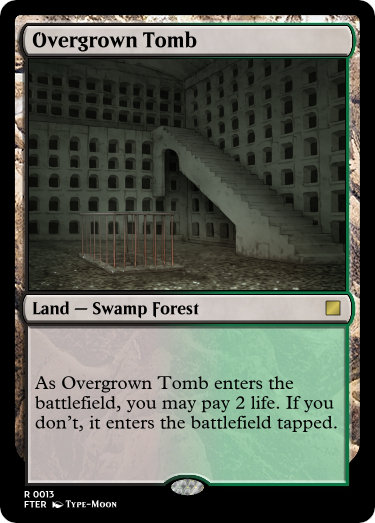 Overgrown Tomb
Land — Swamp Forest
As Overgrown Tomb enters the
battlefield, you may pay 2 life. If you
don't, it enters the battlefield tapped.
R 0013
FTER Type-Moon